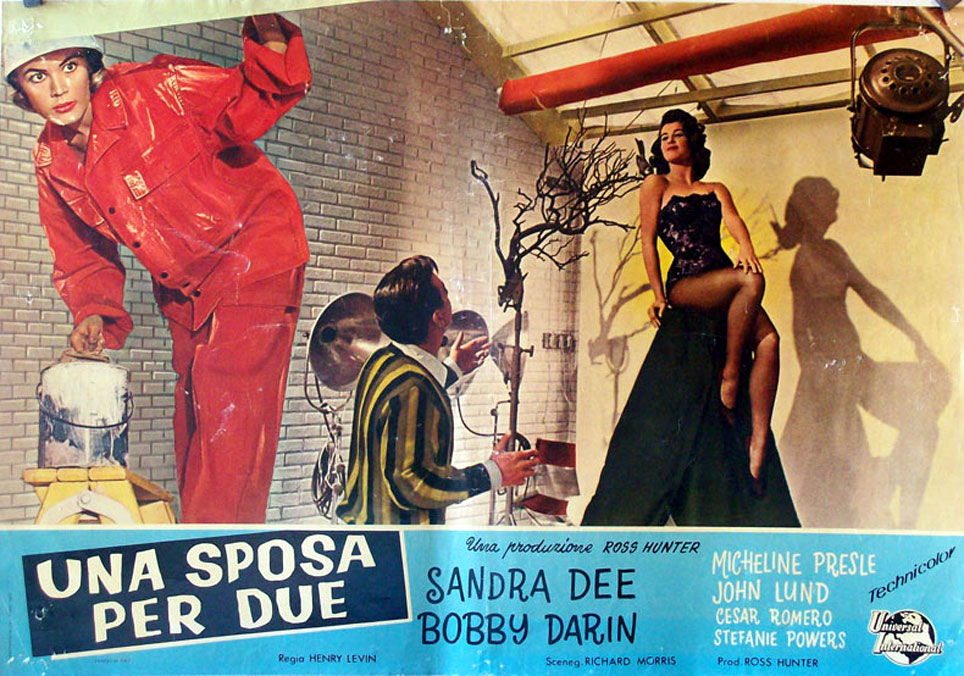 UNA SPOSA
PER DUE
Regia HENRY LEVIN
Una produzione ROSS HUNTER
SANDRA DEE
BOBBY DARIN
Sceneg. RICHARD MORRIS
MICHELINE PRESLE
JOHN LUND
CESAR ROMERO
STEFANIE POWERS
Prod. ROSS HUNTER
Technicolor
Universal
International